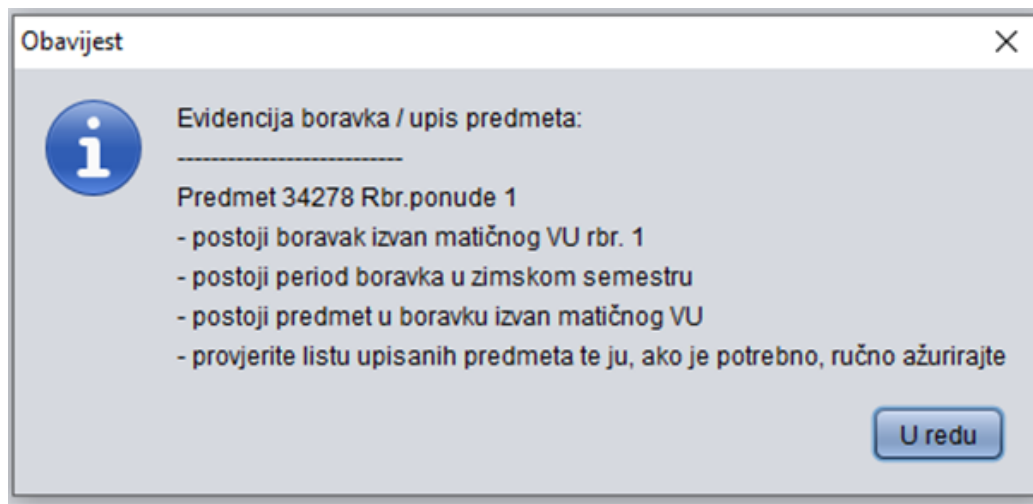 Obavijest
Evidencija boravka / upis predmeta:
---------------------------
Predmet 34278 Rbr.ponude 1
- postoji boravak izvan matičnog VU rbr. 1
- postoji period boravka u zimskom semestru
- postoji predmet u boravku izvan matičnog VU
- provjerite listu upisanih predmeta te ju, ako je potrebno, ručno ažurirajte
U redu